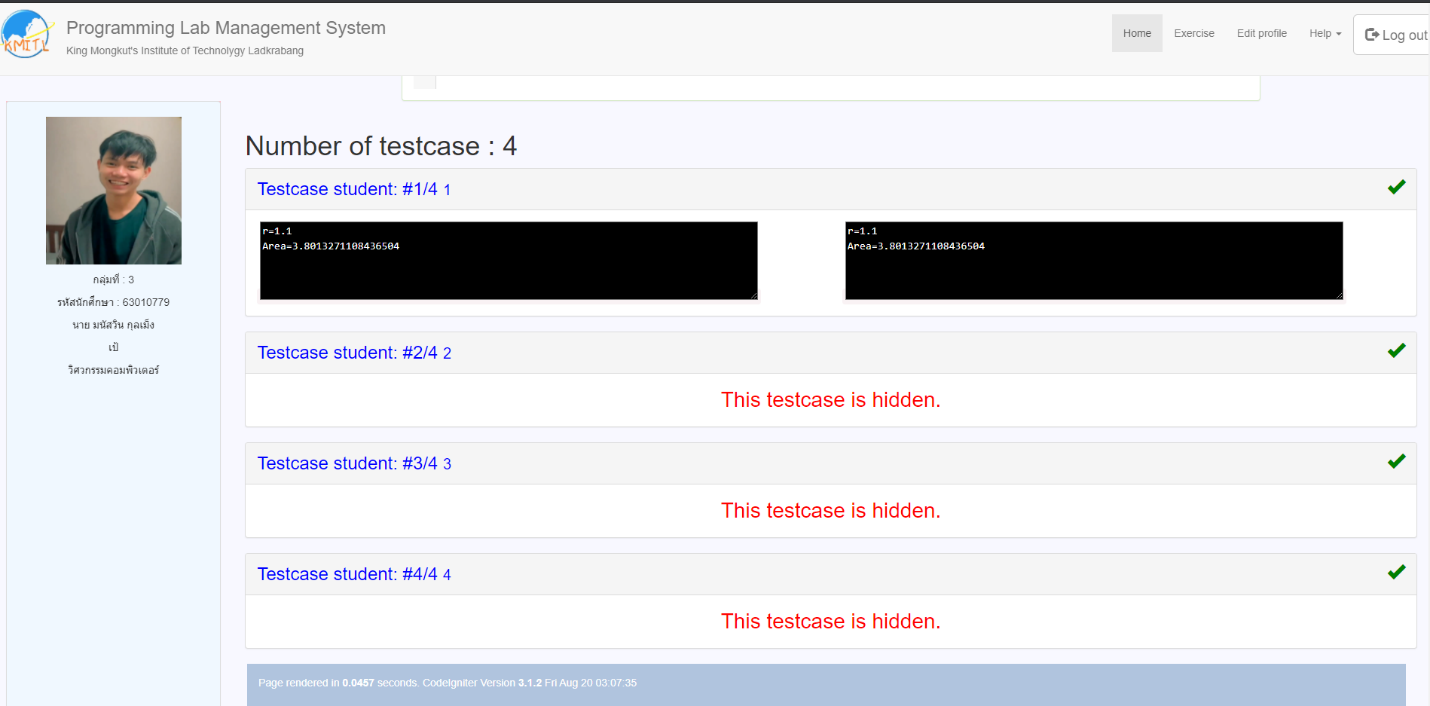 KMITL
Programming Lab Management System
King Mongkut's Institute of Technolygy Ladkrabang
Home
Exercise
Edit profile
Help
Log out
กลุ่มที่ : 3
รหัสนักศึกษา : 63010779
นาย มนัสวิน กุลเม็ง
เป้
วิศวกรรมคอมพิวเตอร์
Number of testcase : 4
Testcase student: #1/4 1
r=1.1
Area=3.8013271108436504
r=1.1
Area=3.8013271108436504
Testcase student: #2/4 2
This testcase is hidden.
Testcase student: #3/4 3
This testcase is hidden.
Testcase student: #4/4 4
This testcase is hidden.
Page rendered in 0.0457 seconds. CodeIgniter Version 3.1.2 Fri Aug 20 03:07:35